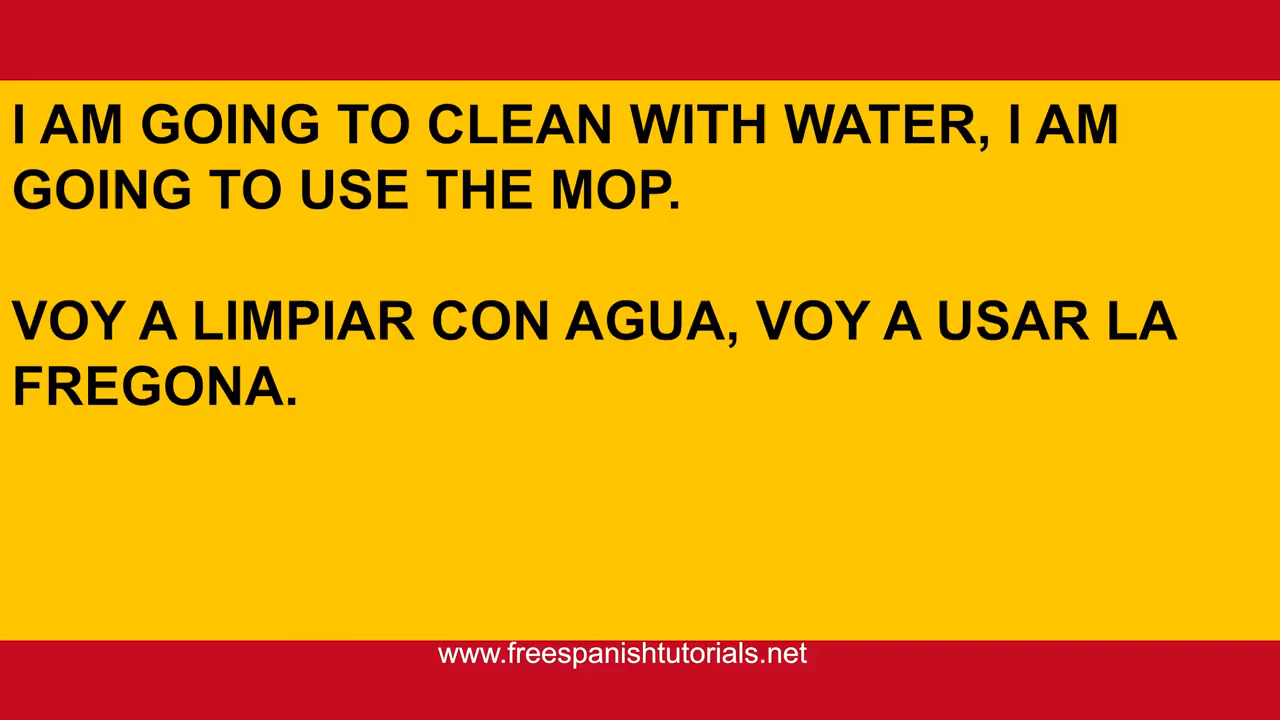 I AM GOING TO CLEAN WITH WATER, I AM
GOING TO USE THE MOP.
VOY A LIMPIAR CON AGUA, VOY A USAR LA
FREGONA.
www.freespanishtutorials.net